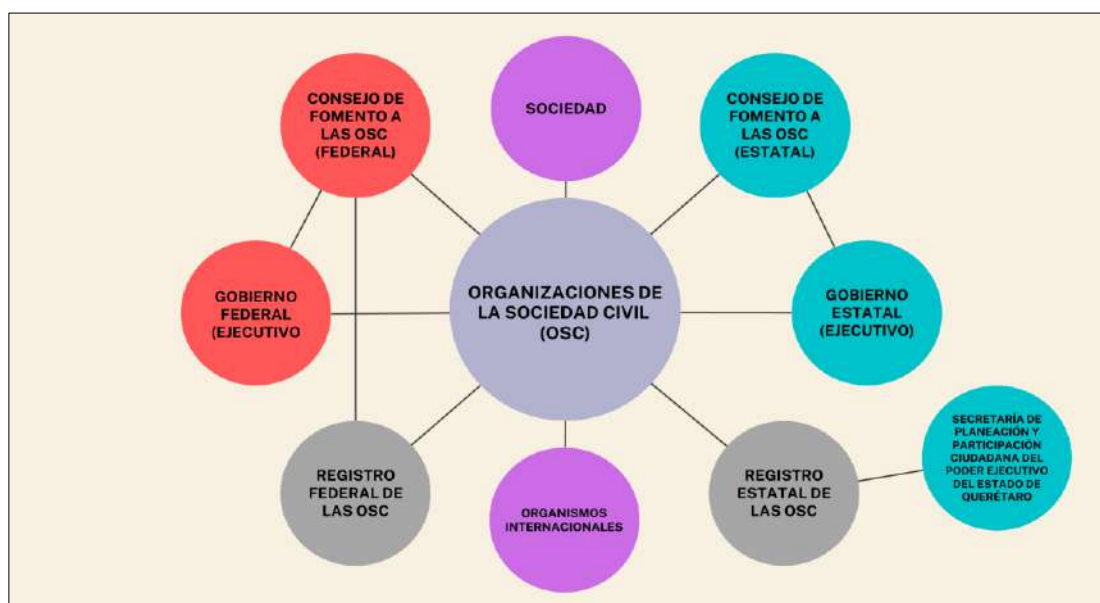 CONSEJO DE
FOMENTO A
LAS OSC
(FEDERAL)
SOCIEDAD
CONSEJO DE
FOMENTO A
LAS OSC
(ESTATAL)
GOBIERNO
FEDERAL
(EJECUTIVO
ORGANIZACIONES DE
LA SOCIEDAD CIVIL
(OSC)
GOBIERNO
ESTATAL
(EJECUTIVO)
REGISTRO
FEDERAL DE
LAS OSC
ORGANISMOS
INTERNACIONALES
REGISTRO
ESTATAL DE
LAS OSC
SECRETARÍA DE
PLANEACIÓN Y
PARTICIPACIÓN
CIUDADANA DEL
PODER EJECUTIVO
DEL ESTADO DE
QUERÉTARO